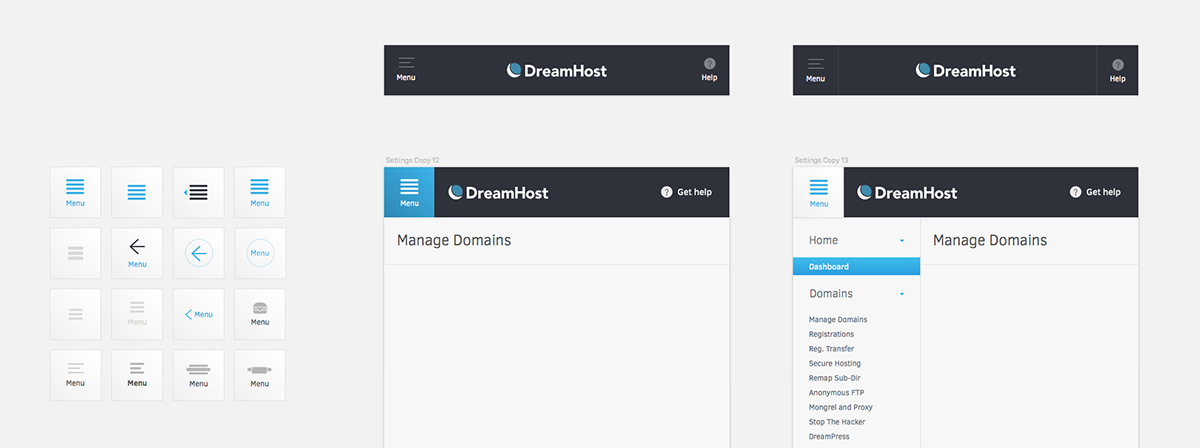 Menu
DreamHost
Help
Menu
DreamHost
Help
Menu
Menu
Menu
Menu
Menu
Menu
Menu
Menu
Menu
Menu
Menu
Mens
Settings Copy 12
Menu
DreamHost
Get help
Manage Domains
Settings Copy 13
Menu
DreamHost
Get help
Home
Dashboard
Domains
Manage Domains
Registrations
Reg. Transfer
Secure Hosting
Remap Sub-Dir
Anonymous FTP
Mongrel and Proxy
Stop The Hacker
DreamPress
Manage Domains